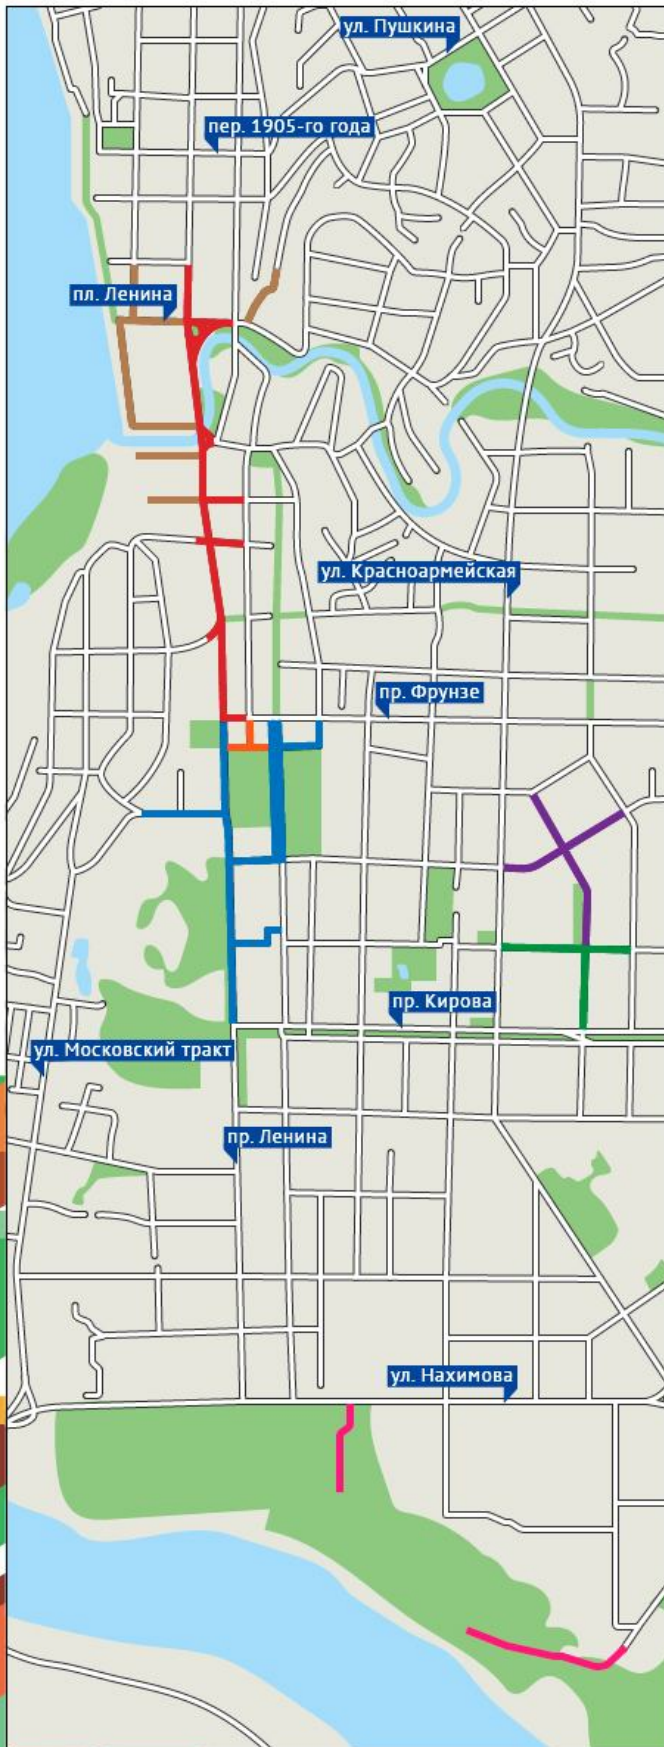 ул. Пушкина
пер. 1905-го года
пл. Ленина
ул. Красноармейская
пр. Фрунзе
пр. Кирова
ул. Московский тракт
пр. Ленина
ул. Нахимова